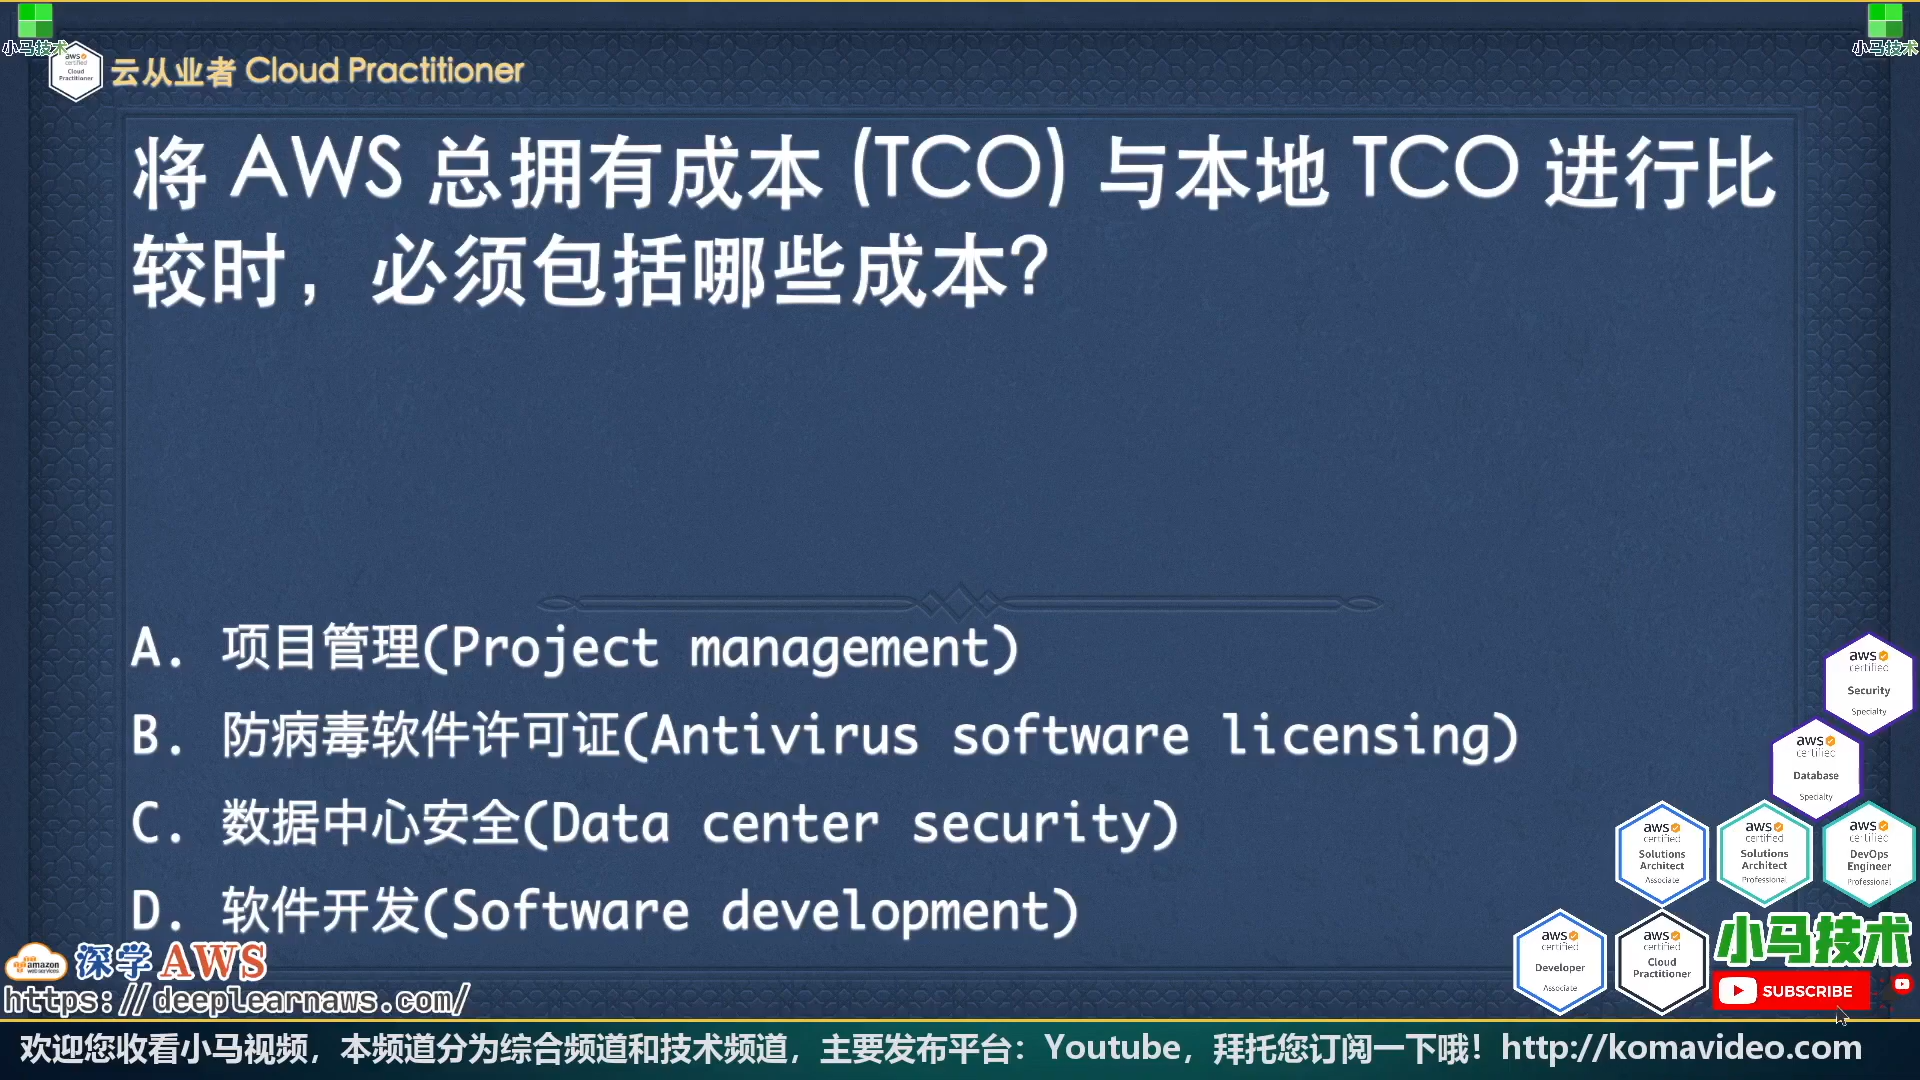 小马技术
小马技术
aws certified Cloud Practitioner
云从业者 Cloud Practitioner
将 AWS 总拥有成本 (TCO) 与本地 TCO 进行比
较时，必须包括哪些成本？
A. 项目管理(Project management)
B. 防病毒软件许可证(Antivirus software licensing)
C. 数据中心安全(Data center security)
D. 软件开发(Software development)
aws certified
Security
Specialty
aws certified
Database
Specialty
aws certified
Solutions Architect
Associate
aws certified
Solutions Architect
Professional
aws certified
DevOps Engineer
Professional
aws certified
Developer
Associate
aws certified
Cloud Practitioner
小马技术
SUBSCRIBE
amazon web services
深学 AWS
https://deeplearnaws.com/
欢迎您收看小马视频，本频道分为综合频道和技术频道，主要发布平台：Youtube，拜托您订阅一下哦！http://komavideo.com